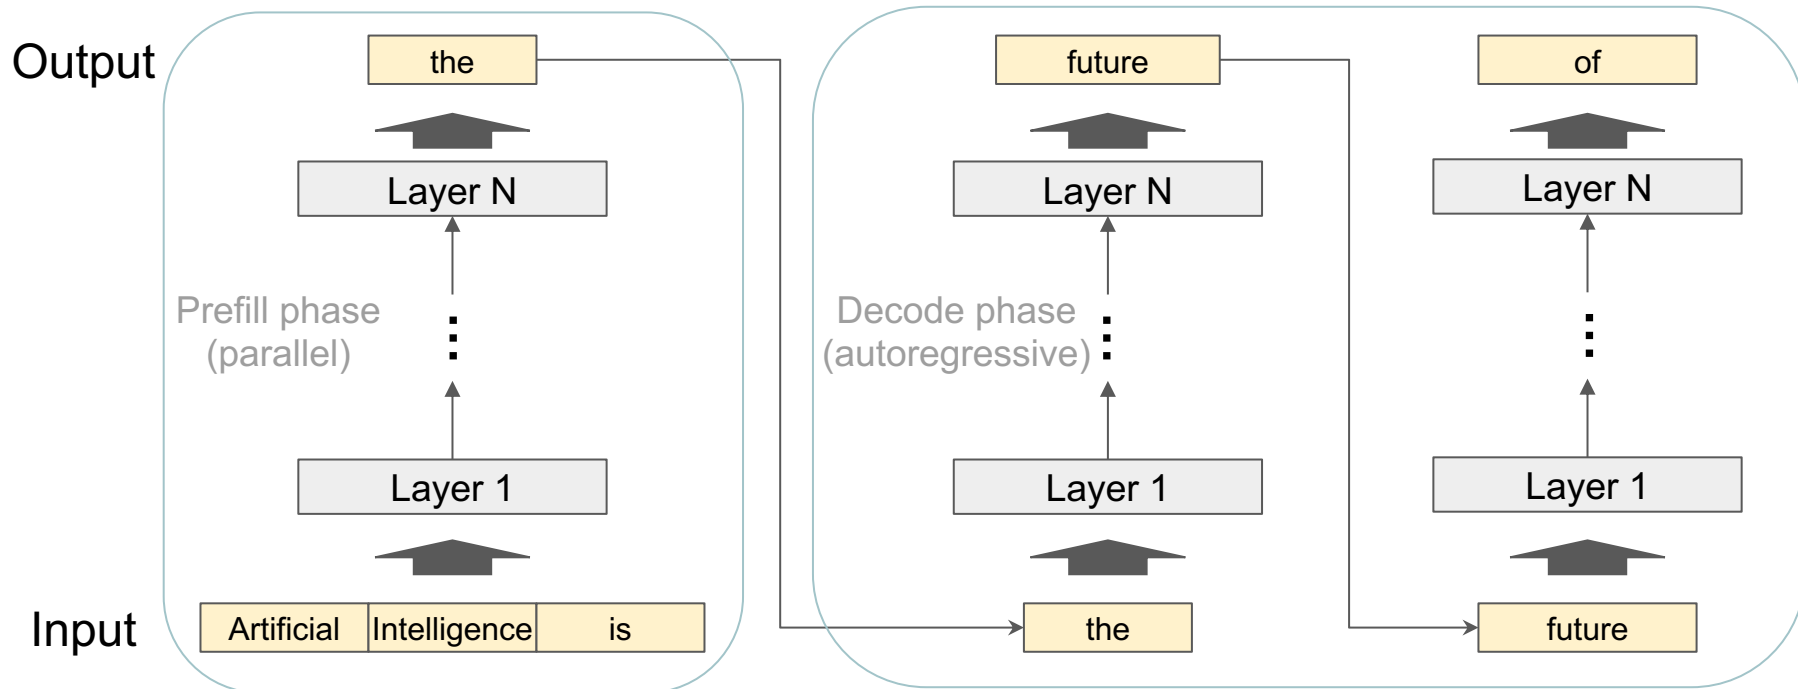 Output
the
future
of
Layer N
Layer N
Layer N
Prefill phase
(parallel)
Decode phase
(autoregressive)
Layer 1
Layer 1
Layer 1
Input
Artificial Intelligence is
the
future